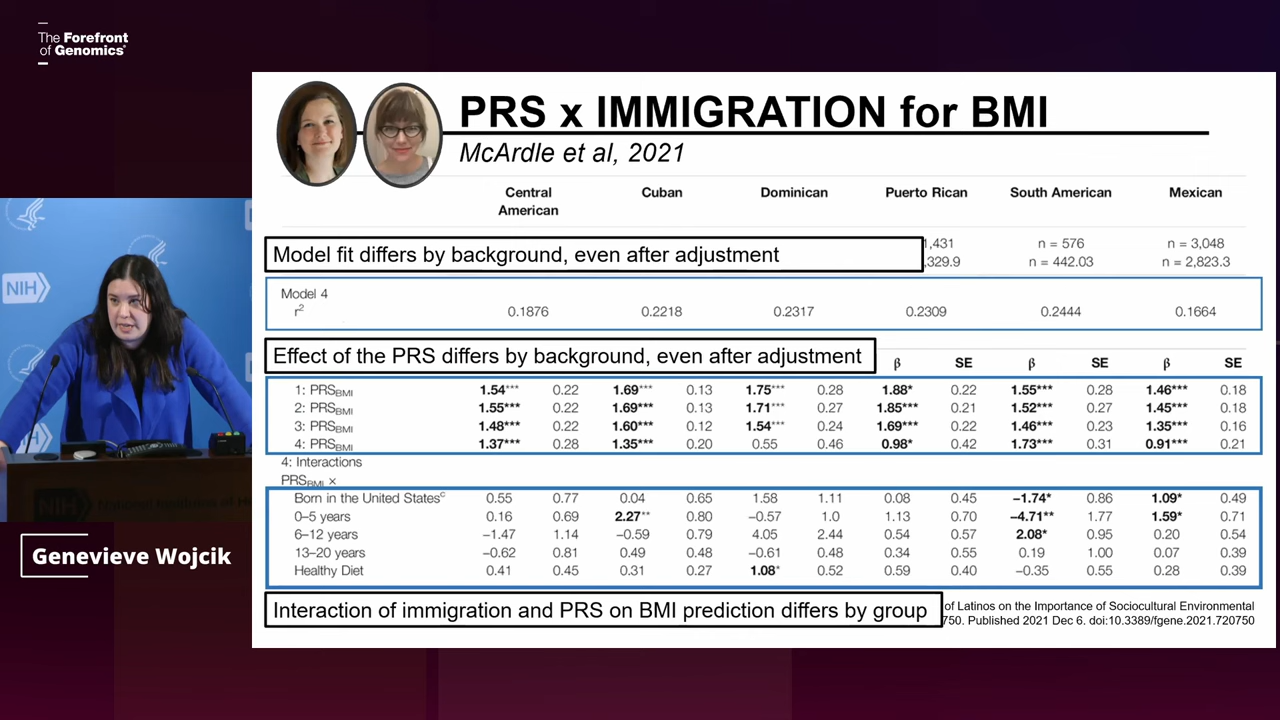 The Forefront
of Genomics®
PRS x IMMIGRATION for BMI
McArdle et al, 2021
Central American Cuban Dominican Puerto Rican South American Mexican
Model fit differs by background, even after adjustment
1,431 n = 576 n = 3,048
,329.9 n = 442.03 n = 2,823.3
Model 4
r2 0.1876 0.2218 0.2317 0.2309 0.2444 0.1664
Effect of the PRS differs by background, even after adjustment
β SE β SE β SE
1: PRSBMI 1.54*** 0.22 1.69*** 0.13 1.75*** 0.28 1.88* 0.22 1.55*** 0.28 1.46*** 0.18
2: PRSBMI 1.55*** 0.22 1.69*** 0.13 1.71*** 0.27 1.85*** 0.21 1.52*** 0.27 1.45*** 0.18
3: PRSBMI 1.48*** 0.22 1.60*** 0.12 1.54*** 0.24 1.69*** 0.22 1.46*** 0.23 1.35*** 0.16
4: PRSBMI 1.37*** 0.28 1.35*** 0.20 0.55 0.46 0.98* 0.42 1.73*** 0.31 0.91*** 0.21
4: Interactions
PRSBMI ×
Born in the United Statesc 0.55 0.77 0.04 0.65 1.58 1.11 0.08 0.45 −1.74* 0.86 1.09* 0.49
0–5 years 0.16 0.69 2.27** 0.80 −0.57 1.0 1.13 0.70 −4.71** 1.77 1.59* 0.71
6–12 years −1.47 1.14 −0.59 0.79 4.05 2.44 0.54 0.57 2.08* 0.95 0.20 0.54
13–20 years −0.62 0.81 0.49 0.48 −0.61 0.48 0.34 0.55 0.19 1.00 0.07 0.39
Healthy Diet 0.41 0.45 0.31 0.27 1.08* 0.52 0.59 0.40 −0.35 0.55 0.28 0.39
Interaction of immigration and PRS on BMI prediction differs by group
of Latinos on the Importance of Sociocultural Environmental
750. Published 2021 Dec 6. doi:10.3389/fgene.2021.720750
NIH
NIH
Genevieve Wojcik